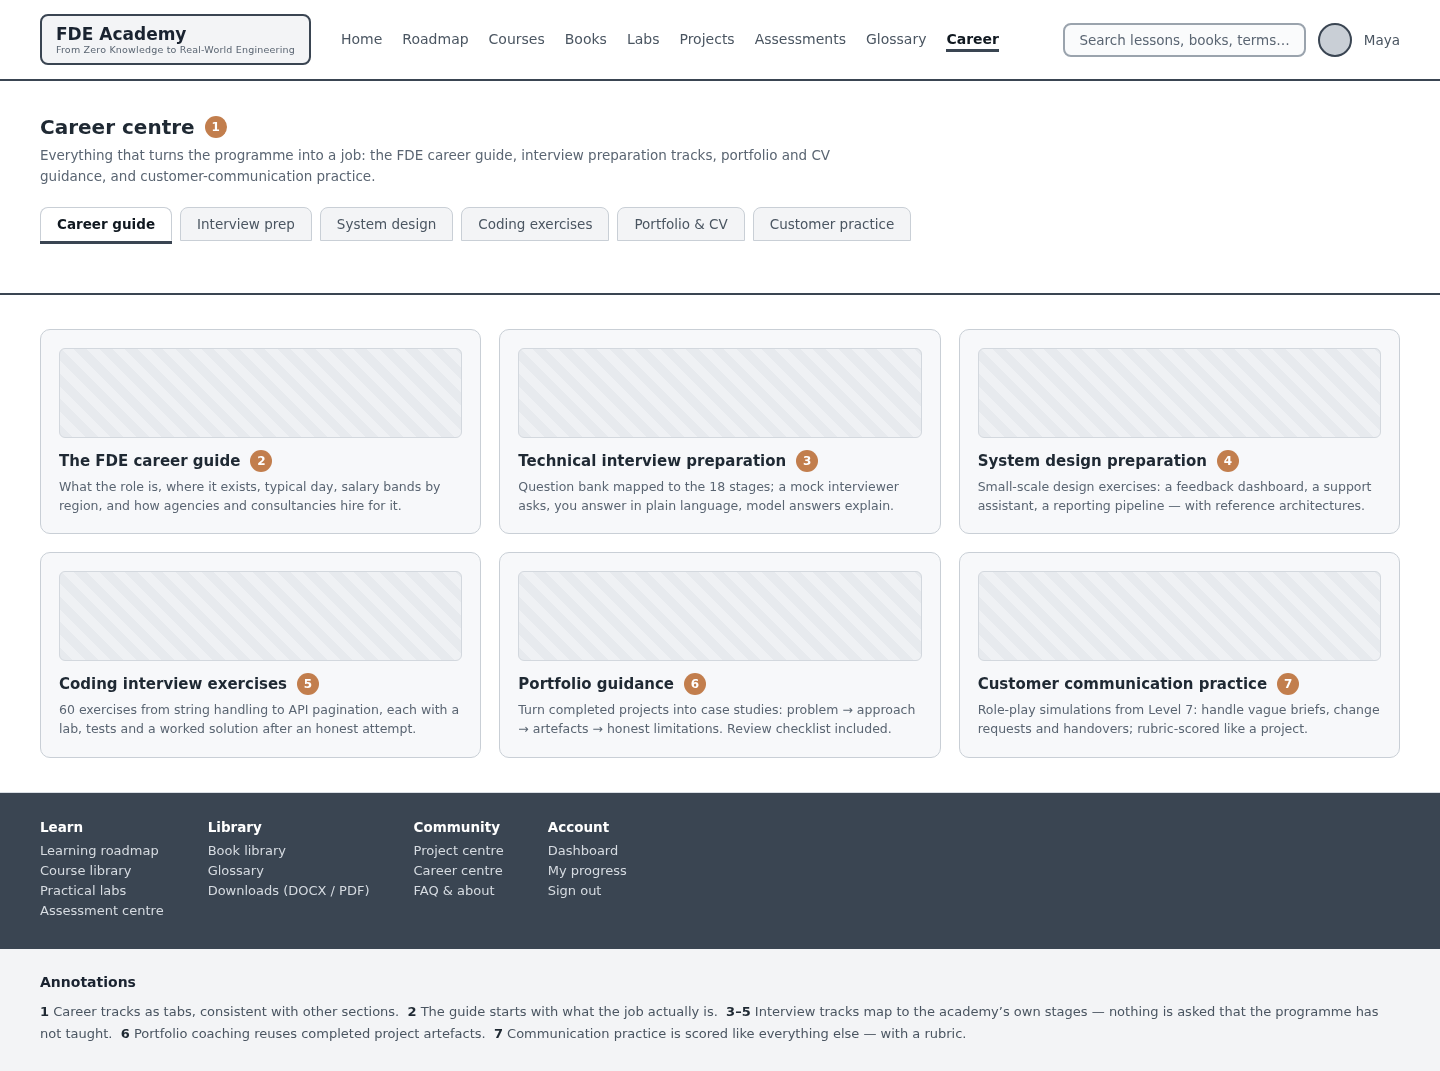 FDE Academy
From Zero Knowledge to Real-World Engineering
Home Roadmap Courses Books Labs Projects Assessments Glossary Career
Search lessons, books, terms...
Maya
Career centre 1
Everything that turns the programme into a job: the FDE career guide, interview preparation tracks, portfolio and CV
guidance, and customer-communication practice.
Career guide Interview prep System design Coding exercises Portfolio & CV Customer practice
The FDE career guide 2
What the role is, where it exists, typical day, salary bands by
region, and how agencies and consultancies hire for it.
Technical interview preparation 3
Question bank mapped to the 18 stages; a mock interviewer
asks, you answer in plain language, model answers explain.
System design preparation 4
Small-scale design exercises: a feedback dashboard, a support
assistant, a reporting pipeline — with reference architectures.
Coding interview exercises 5
60 exercises from string handling to API pagination, each with a
lab, tests and a worked solution after an honest attempt.
Portfolio guidance 6
Turn completed projects into case studies: problem → approach
→ artefacts → honest limitations. Review checklist included.
Customer communication practice 7
Role-play simulations from Level 7: handle vague briefs, change
requests and handovers; rubric-scored like a project.
Learn
Learning roadmap
Course library
Practical labs
Assessment centre
Library
Book library
Glossary
Downloads (DOCX / PDF)
Community
Project centre
Career centre
FAQ & about
Account
Dashboard
My progress
Sign out
Annotations
1 Career tracks as tabs, consistent with other sections. 2 The guide starts with what the job actually is. 3–5 Interview tracks map to the academy’s own stages — nothing is asked that the programme has
not taught. 6 Portfolio coaching reuses completed project artefacts. 7 Communication practice is scored like everything else — with a rubric.